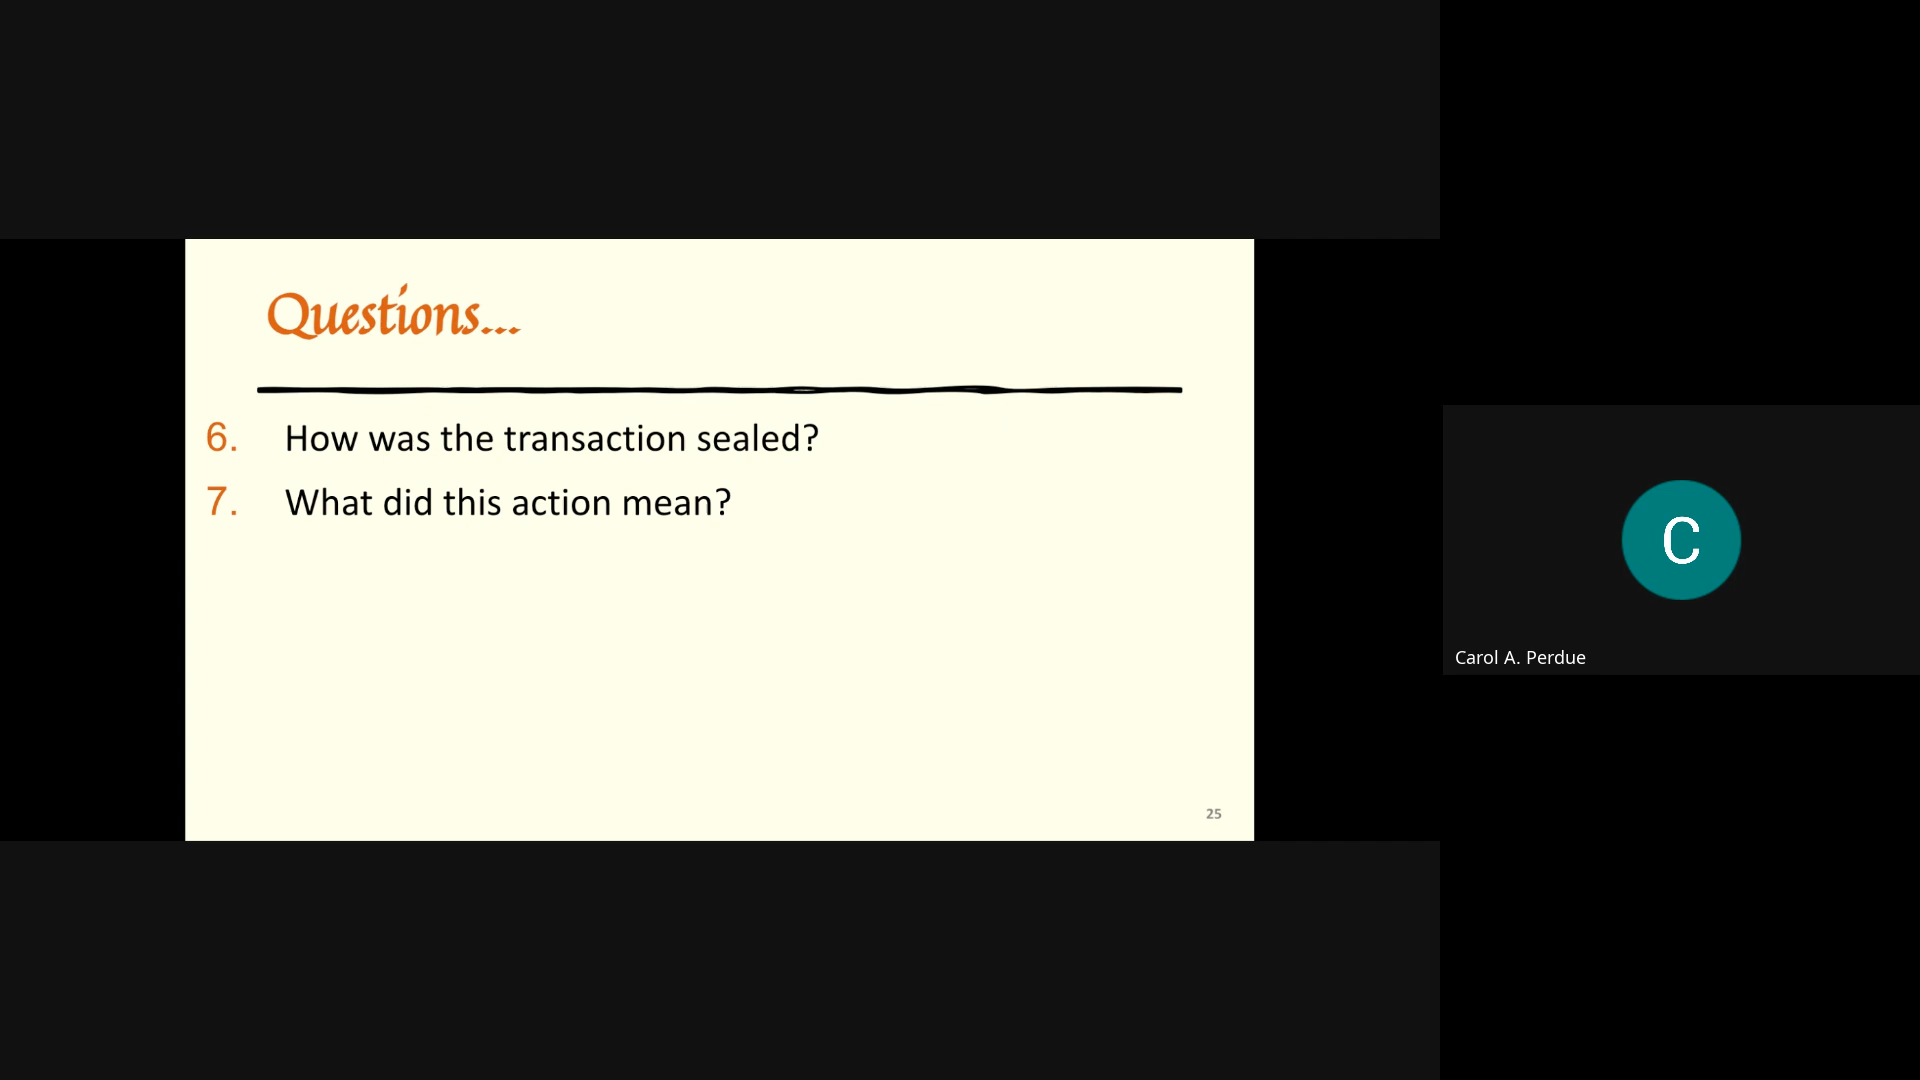 Questions...
6. How was the transaction sealed?
7. What did this action mean?
25
C
Carol A. Perdue